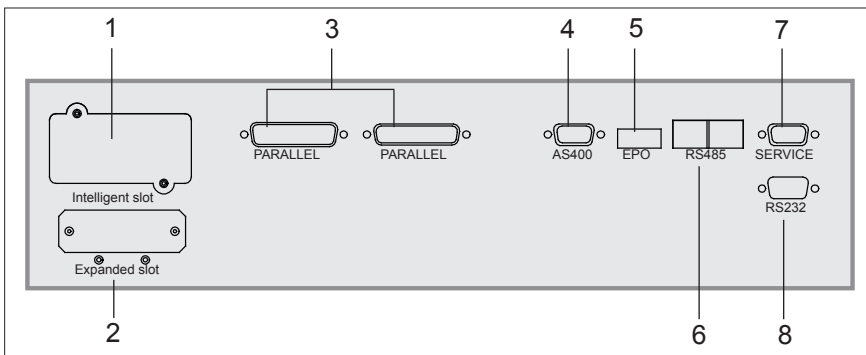 1
3
4
5
7
PARALLEL
PARALLEL
AS400
EPO
RS485
SERVICE
Intelligent slot
RS232
Expanded slot
2
6
8